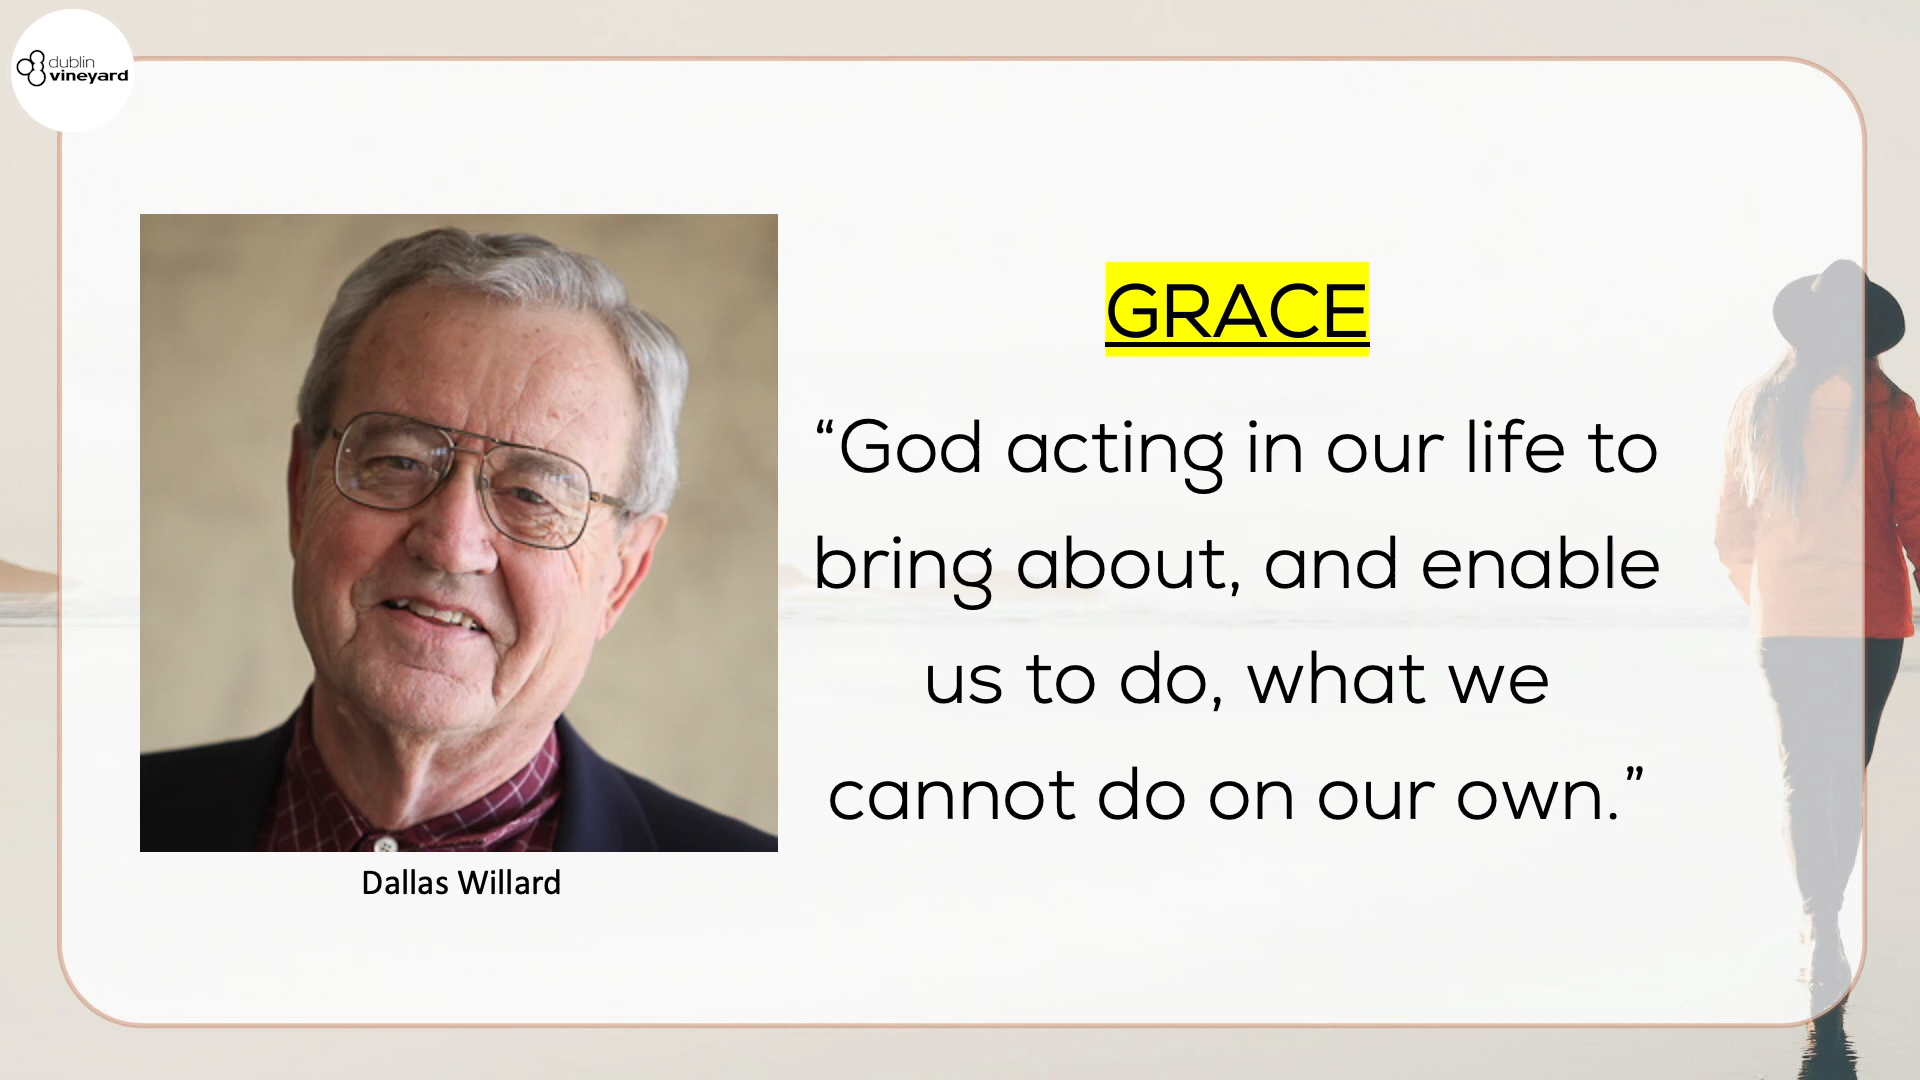 dublin
vineyard
GRACE
“God acting in our life to
bring about, and enable
us to do, what we
cannot do on our own.”
Dallas Willard